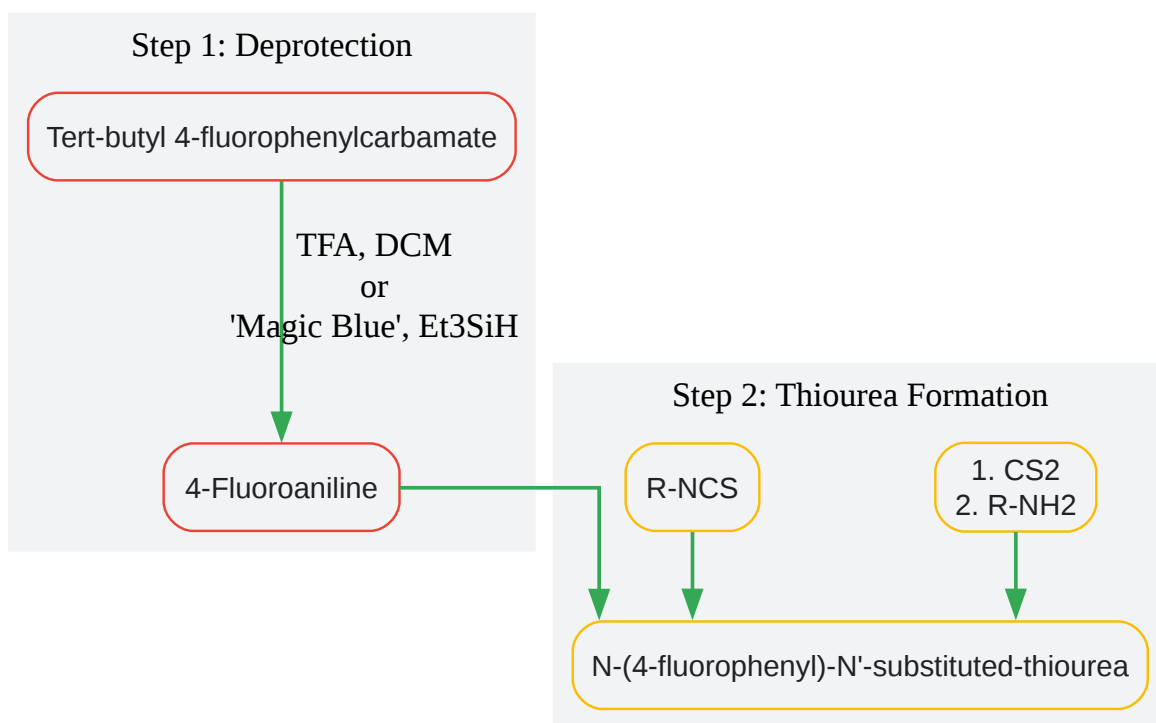 Step 1: Deprotection
Tert-butyl 4-fluorophenylcarbamate
TFA, DCM
or
'Magic Blue', Et3SiH
4-Fluoroaniline
Step 2: Thiourea Formation
R-NCS
1. CS2
2. R-NH2
N-(4-fluorophenyl)-N'-substituted-thiourea